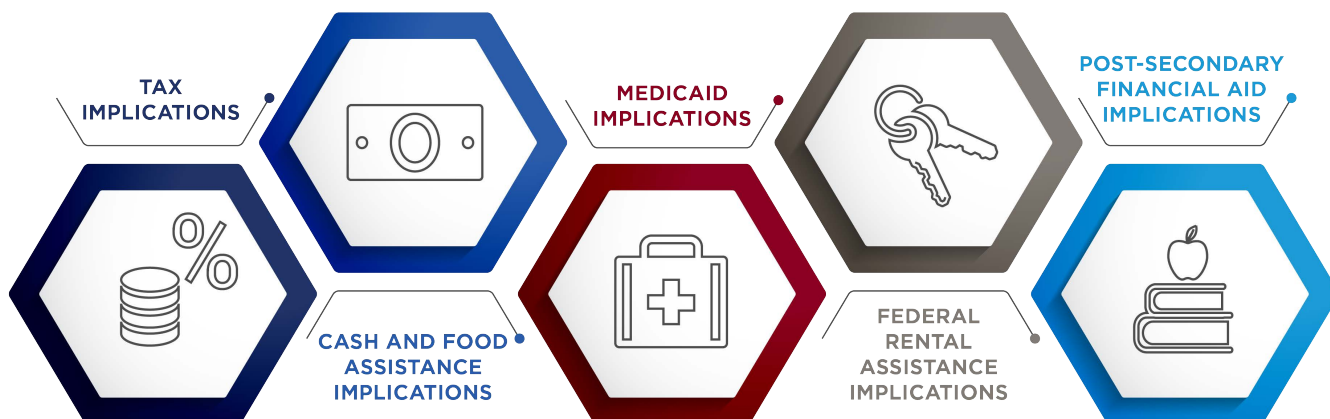 TAX
IMPLICATIONS
CASH AND FOOD
ASSISTANCE
IMPLICATIONS
MEDICAID
IMPLICATIONS
FEDERAL
RENTAL
ASSISTANCE
IMPLICATIONS
POST-SECONDARY
FINANCIAL AID
IMPLICATIONS
%